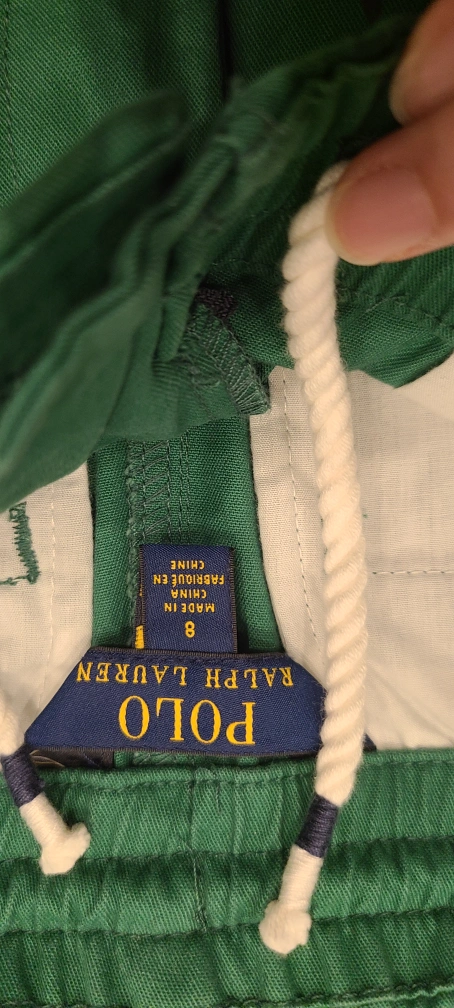 POLO
RALPH LAUREN
8
MADE IN
CHINA
FABRIQUÉ EN
CHINE